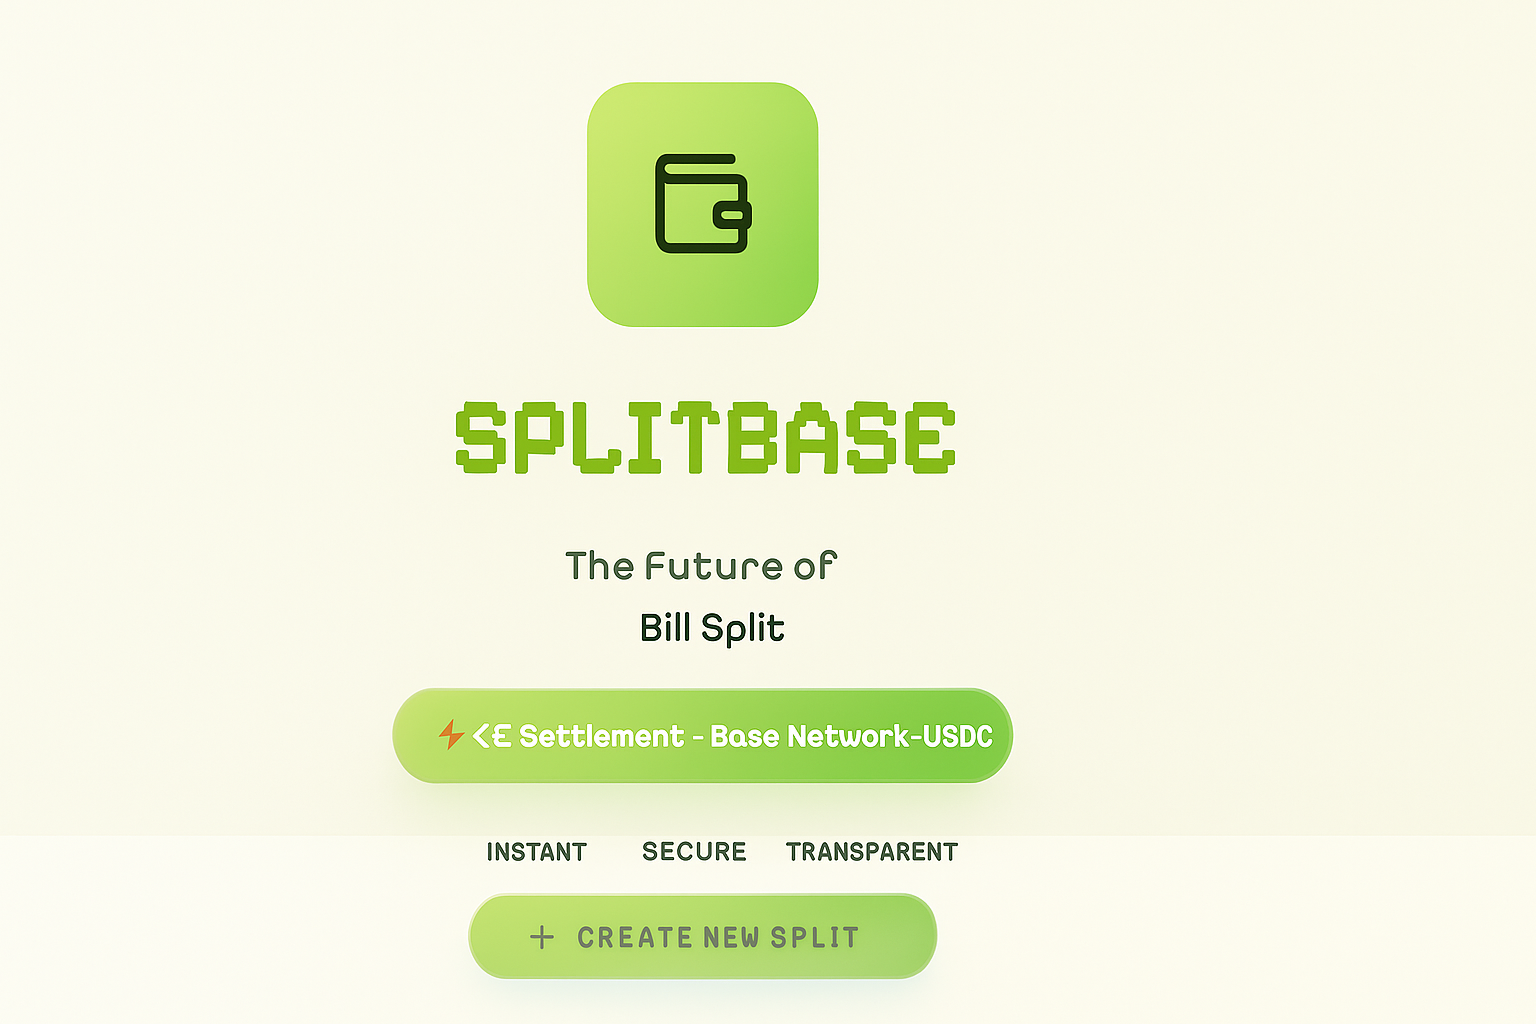 SPLITBASE
The Future of
Bill Split
Settlement - Base Network-USDC
INSTANT SECURE TRANSPARENT
+ CREATE NEW SPLIT